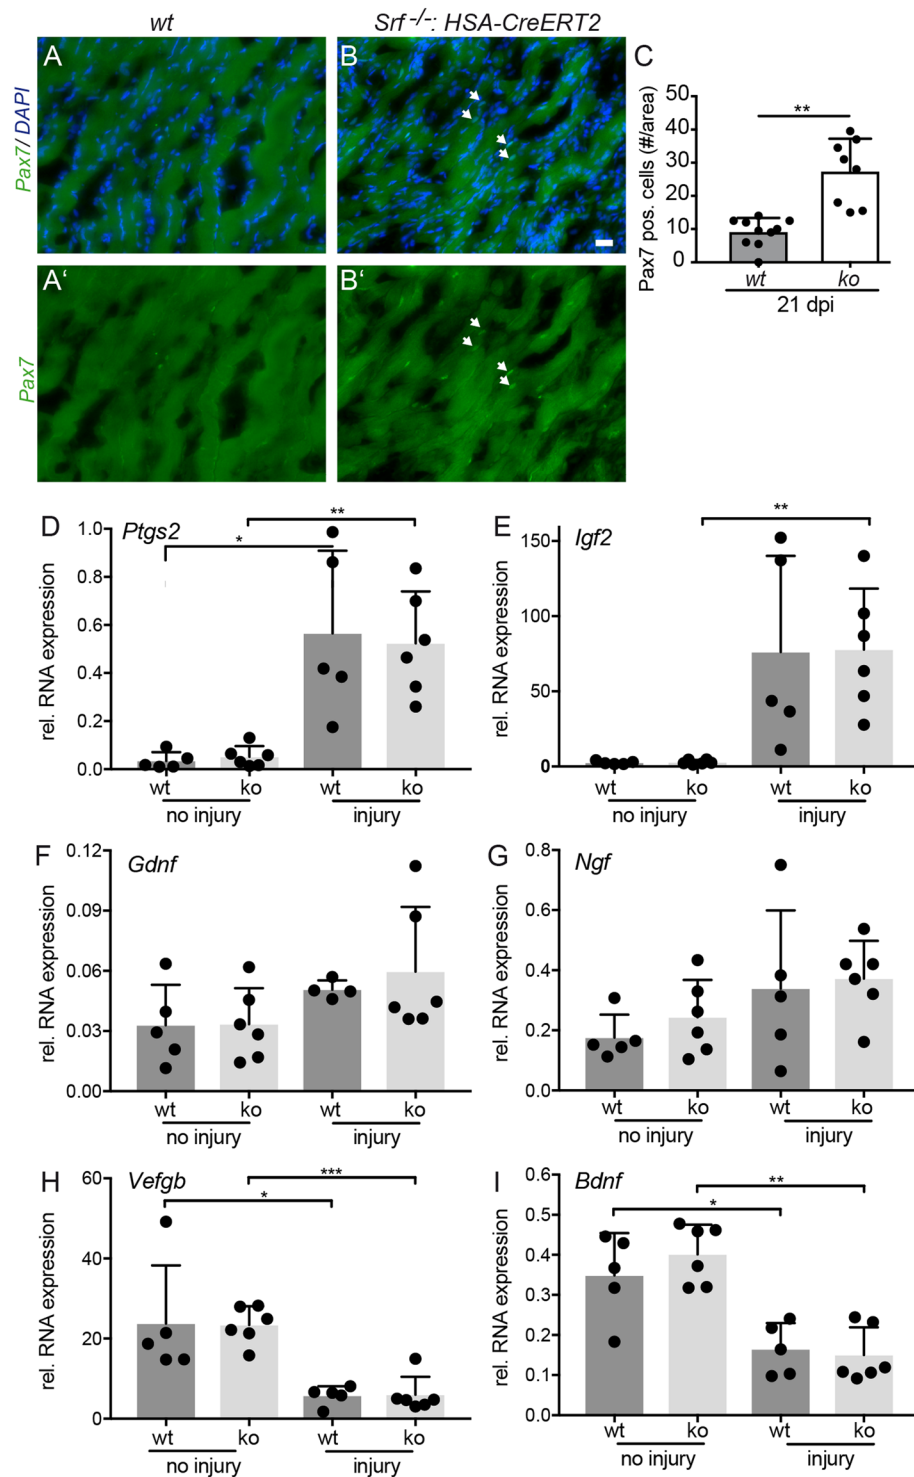 wt
Srf -/-: HSA-CreERT2
A
B
C
Pax7/DAPI
Pax7 pos. cells (#/area)
50
40
30
20
10
0
**
wt
ko
21 dpi
A'
B'
Pax7
D
Ptgs2
**
*
rel. RNA expression
1.0
0.8
0.6
0.4
0.2
0.0
wt
ko
wt
ko
no injury
injury
E
Igf2
**
rel. RNA expression
150
100
50
0
wt
ko
wt
ko
no injury
injury
F
Gdnf
rel. RNA expression
0.12
0.09
0.06
0.03
0.00
wt
ko
wt
ko
no injury
injury
G
Ngf
rel. RNA expression
0.8
0.6
0.4
0.2
0.0
wt
ko
wt
ko
no injury
injury
H
Vefgb
***
*
rel. RNA expression
60
40
20
0
wt
ko
wt
ko
no injury
injury
I
Bdnf
**
*
rel. RNA expression
0.6
0.5
0.4
0.3
0.2
0.1
0.0
wt
ko
wt
ko
no injury
injury